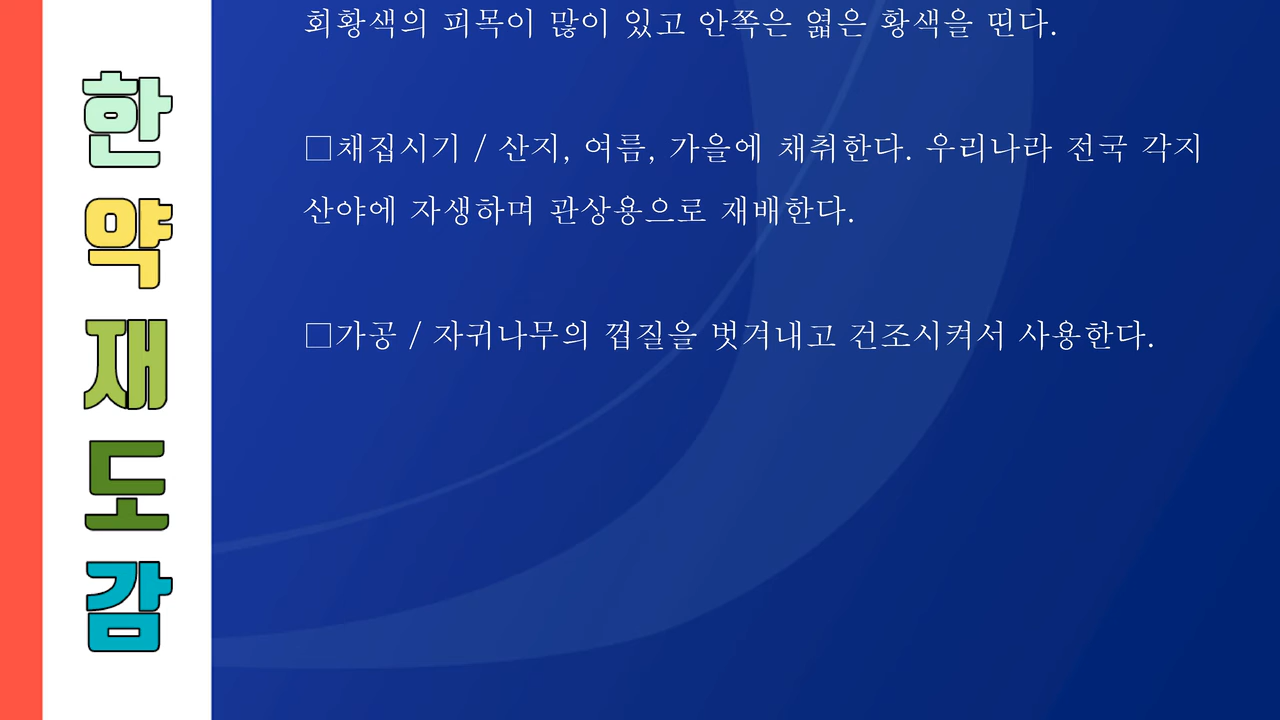 한약재도감
회황색의 피목이 많이 있고 안쪽은 엷은 황색을 띤다.
□채집시기 / 산지, 여름, 가을에 채취한다. 우리나라 전국 각지
산야에 자생하며 관상용으로 재배한다.
□가공 / 자귀나무의 껍질을 벗겨내고 건조시켜서 사용한다.